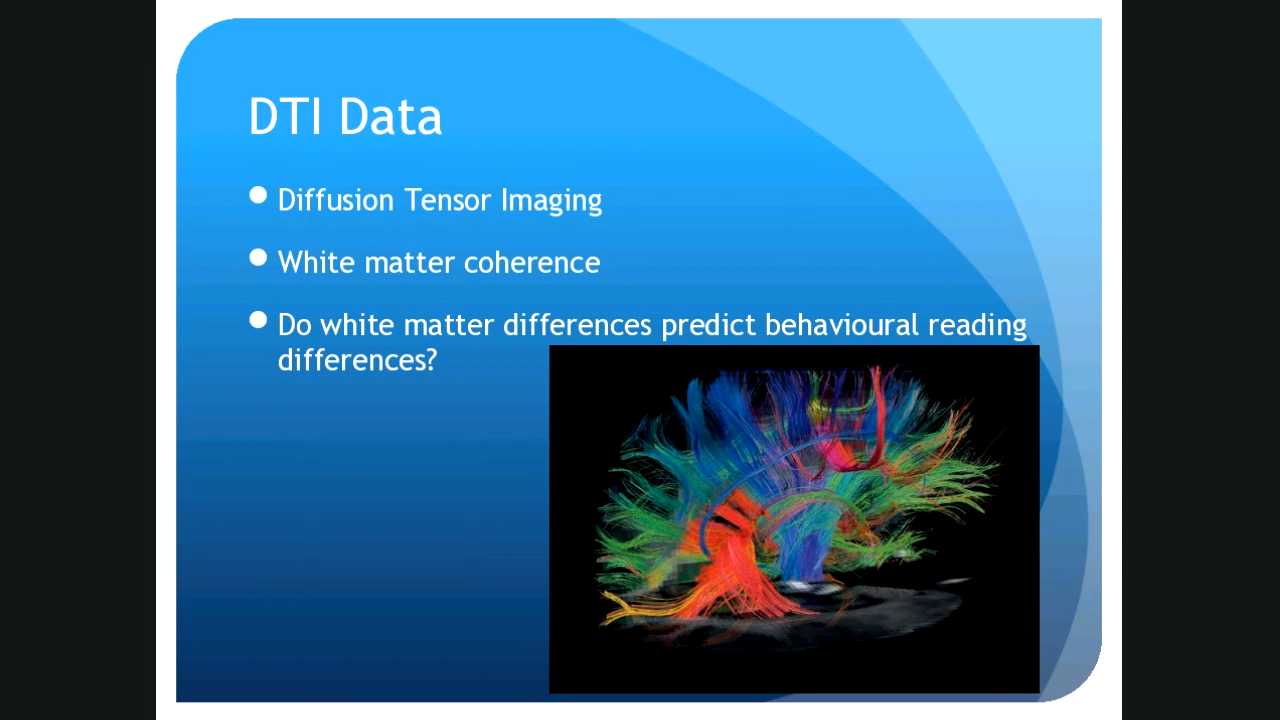 DTI Data
Diffusion Tensor Imaging
White matter coherence
Do white matter differences predict behavioural reading
differences?